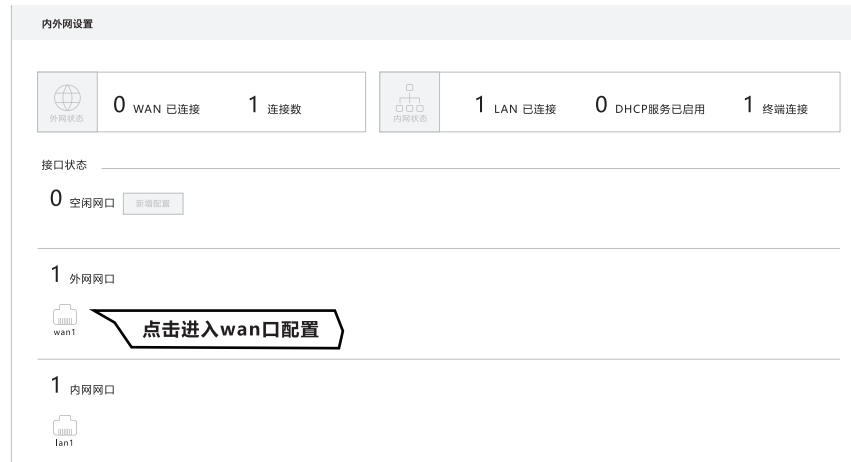 内外网设置
外网状态
0 WAN 已连接 1 连接数
内网状态
1 LAN 已连接 0 DHCP服务已启用 1 终端连接
接口状态
0 空闲网口 新增配置
1 外网网口
wan1
点击进入wan口配置
1 内网网口
lan1